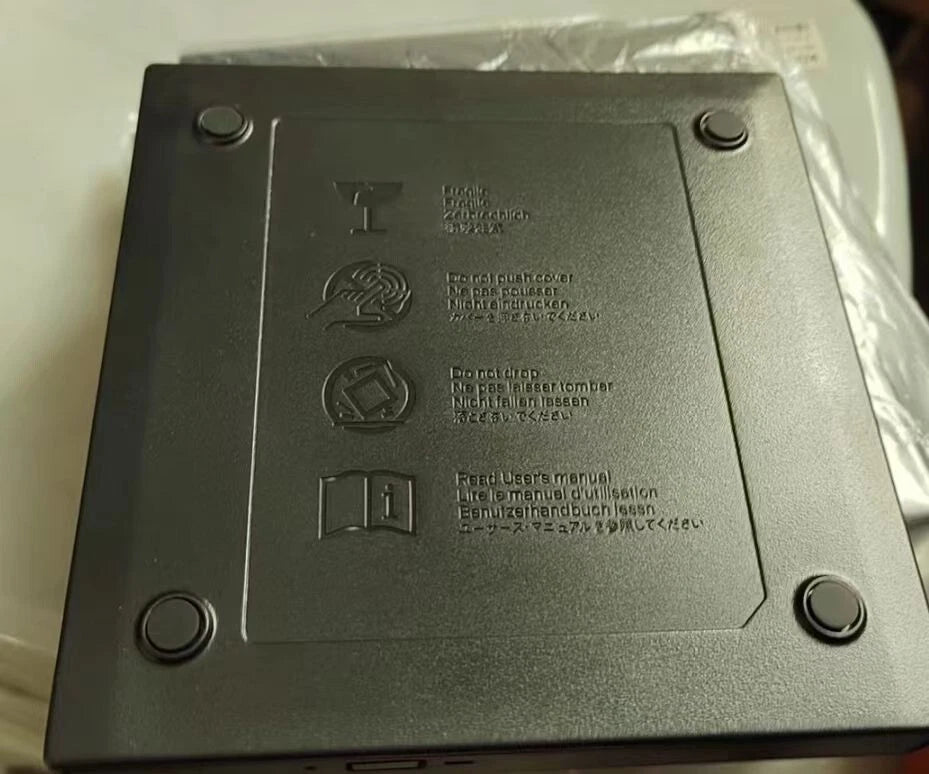 Fragile
Fragile
Zerbrechlich
Do not push cover
Ne pas pousser
Nicht eindrucken
カバーを押さないでください
Do not drop
Ne pas laisser tomber
Nicht fallen lassen
落とさないでください
Read User's manual
Lire le manuel d'utilisation
Benutzerhandbuch lesen
ユーザース・マニュアルを参照してください